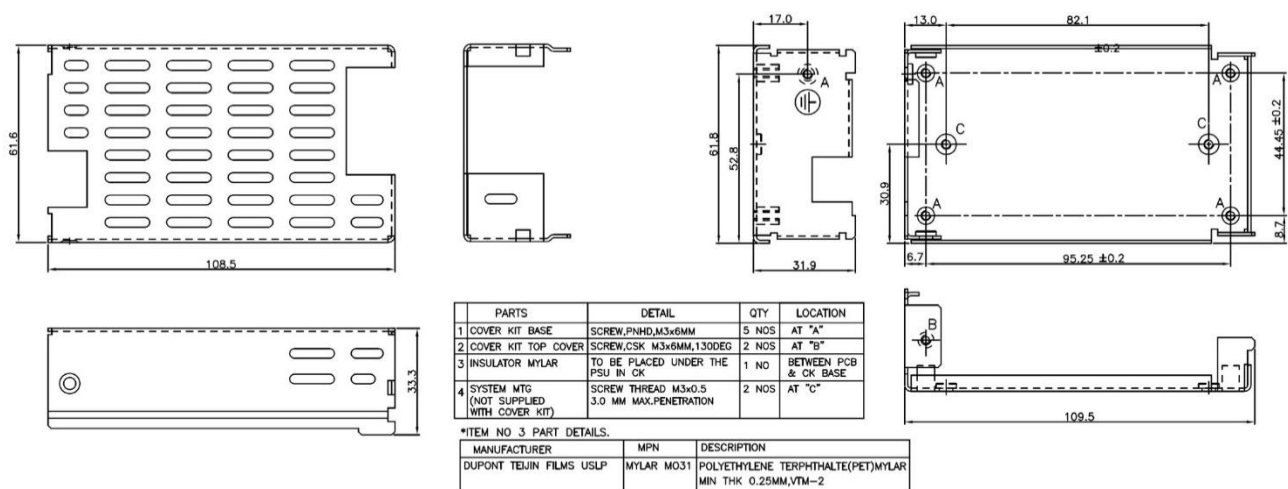 17.0
13.0
82.1
±0.2
A
A
A
61.6
61.8
52.8
C
C
44.45 ±0.2
30.9
A
A
8.7
108.5
31.9
6.7
95.25 ±0.2
PARTS DETAIL QTY LOCATION
1 COVER KIT BASE SCREW,PNHD,M3x6MM 5 NOS AT "A"
2 COVER KIT TOP COVER SCREW,CSK M3x6MM,130DEG 2 NOS AT "B"
3 INSULATOR MYLAR TO BE PLACED UNDER THE 1 NO BETWEEN PCB
PSU IN CK & CK BASE
4 SYSTEM MTG SCREW THREAD M3x0.5 2 NOS AT "C"
(NOT SUPPLIED 3.0 MM MAX.PENETRATION
WITH COVER KIT)
B
33.3
109.5
*ITEM NO 3 PART DETAILS.
MANUFACTURER MPN DESCRIPTION
DUPONT TEIJIN FILMS USLP MYLAR MO31 POLYETHYLENE TERPHTHALTE(PET)MYLAR
MIN THK 0.25MM,VTM-2